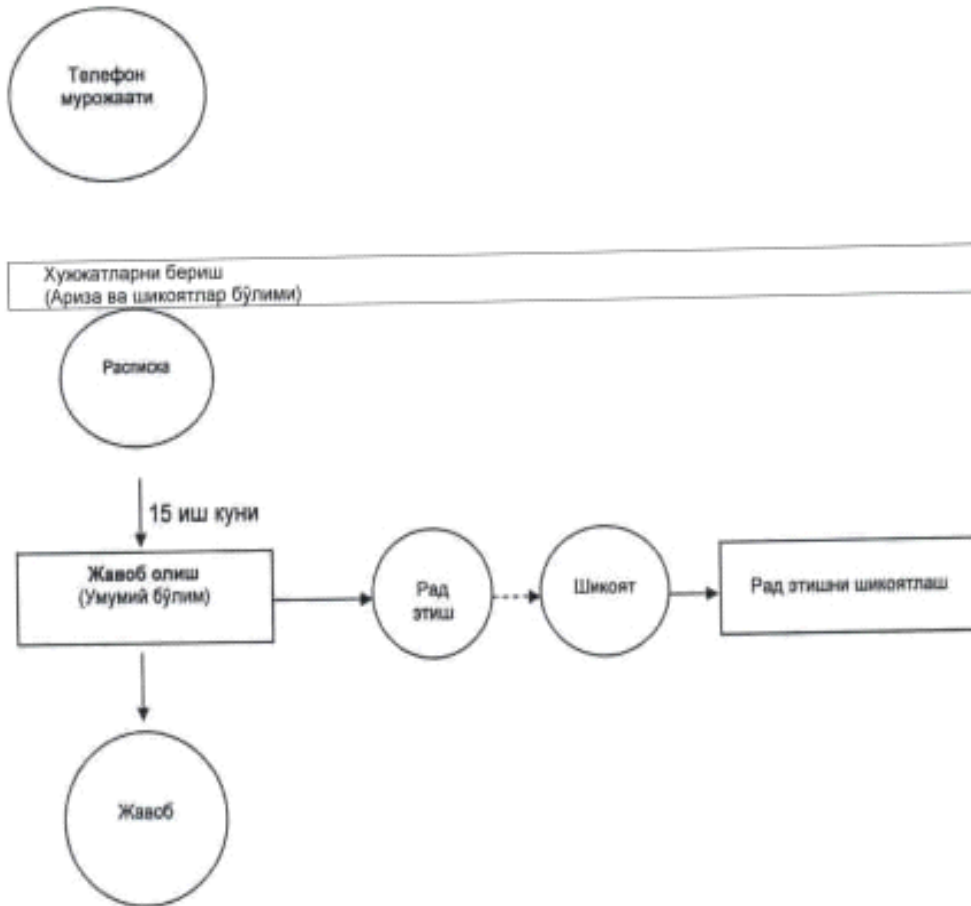 Телефон
мурожаати
Хужжатларни бериш
(Ариза ва шикоятлар бўлими)
Расписка
15 иш куни
Жавоб олиш
(Умумий бўлим)
Рад
этиш
Шикоят
Рад этишни шикоятлаш
Жавоб